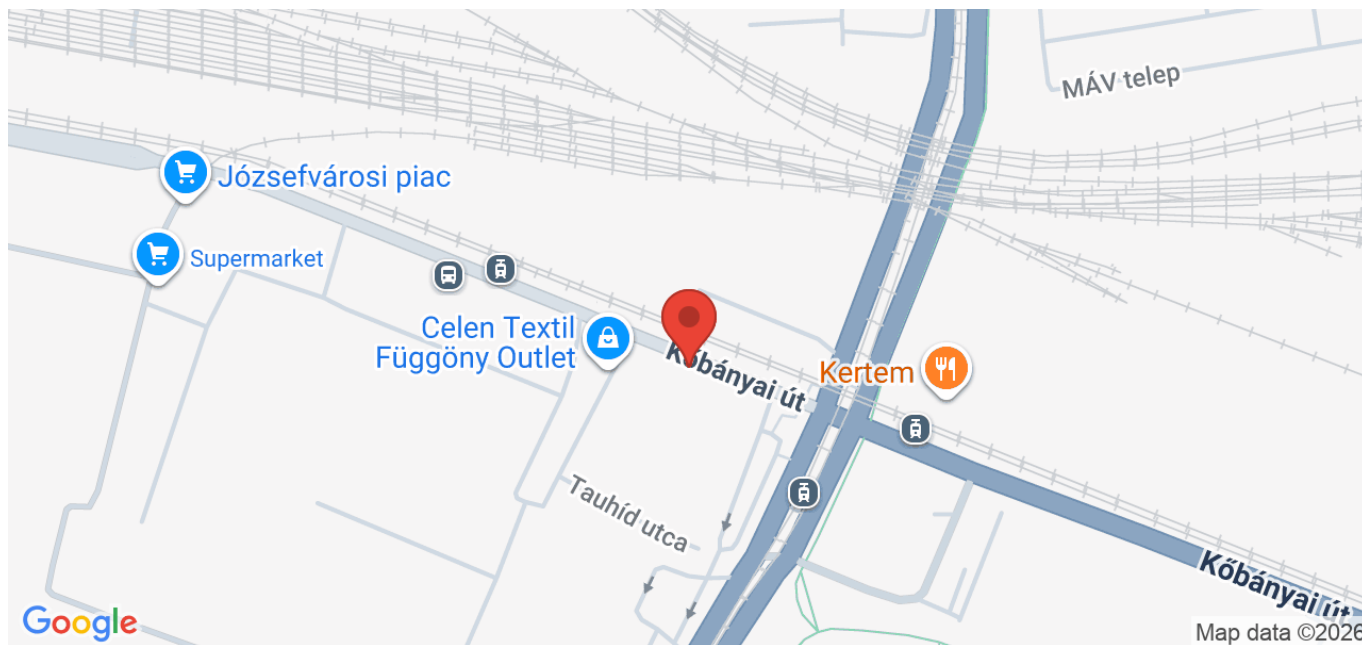 MÁV telep
Józsefvárosi piac
Supermarket
Celen Textil
Függöny Outlet
Kőbányai út
Kertem
Tauhíd utca
Kőbányai út
Google
Map data ©2026